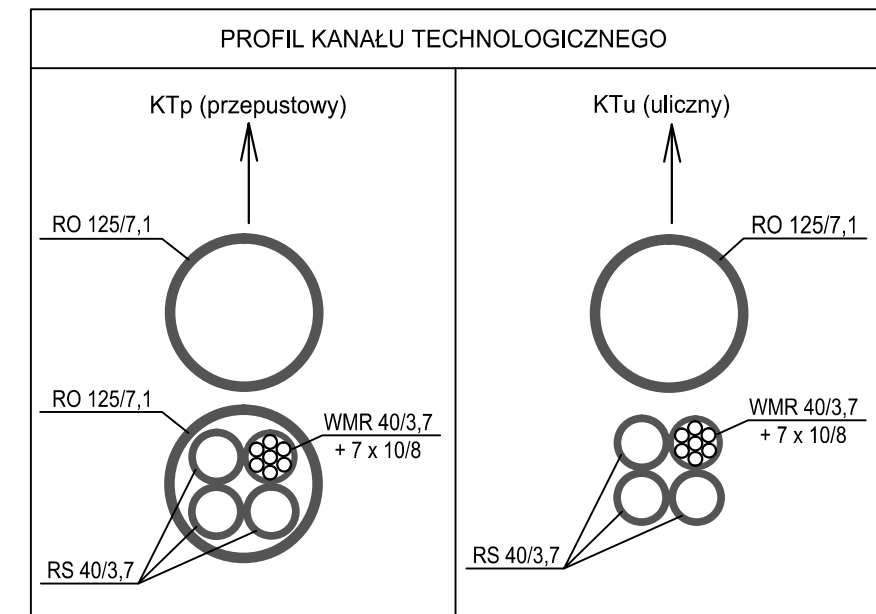 PROFIL KANAŁU TECHNOLOGICZNEGO
KTp (przepustowy)
RO 125/7,1
RO 125/7,1
WMR 40/3,7
+ 7 x 10/8
RS 40/3,7
KTu (uliczny)
RO 125/7,1
WMR 40/3,7
+ 7 x 10/8
RS 40/3,7